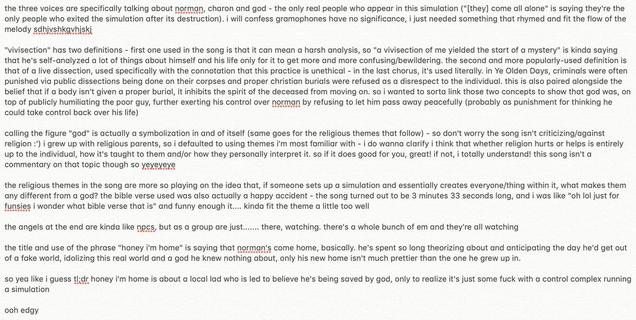 the three voices are specifically talking about norman, charon and god - the only real people who appear in this simulation ("[they] come all alone" is saying they're the
only people who exited the simulation after its destruction). i will confess gramophones have no significance, i just needed something that rhymed and fit the flow of the
melody sdhjvshkqvhjskj
"vivisection" has two definitions - first one used in the song is that it can mean a harsh analysis, so "a vivisection of me yielded the start of a mystery" is kinda saying
that he's self-analyzed a lot of things about himself and his life only for it to get more and more confusing/bewildering. the second and more popularly-used definition is
that of a live dissection, used specifically with the connotation that this practice is unethical - in the last chorus, it's used literally. in Ye Olden Days, criminals were often
punished via public dissections being done on their corpses and proper christian burials were refused as a disrespect to the individual. this is also paired alongside the
belief that if a body isn't given a proper burial, it inhibits the spirit of the deceased from moving on. so i wanted to sorta link those two concepts to show that god was, on
top of publicly humiliating the poor guy, further exerting his control over norman by refusing to let him pass away peacefully (probably as punishment for thinking he
could take control back over his life)
calling the figure "god" is actually a symbolization in and of itself (same goes for the religious themes that follow) - so don't worry the song isn't criticizing/against
religion :') i grew up with religious parents, so i defaulted to using themes i'm most familiar with - i do wanna clarify i think that whether religion hurts or helps is entirely
up to the individual, how it's taught to them and/or how they personally interpret it. so if it does good for you, great! if not, i totally understand! this song isn't a
commentary on that topic though so yeyeyeye
the religious themes in the song are more so playing on the idea that, if someone sets up a simulation and essentially creates everyone/thing within it, what makes them
any different from a god? the bible verse used was also actually a happy accident - the song turned out to be 3 minutes 33 seconds long, and i was like "oh lol just for
funsies i wonder what bible verse that is" and funny enough it.... kinda fit the theme a little too well
the angels at the end are kinda like npcs, but as a group are just....... there, watching. there's a whole bunch of em and they're all watching
the title and use of the phrase "honey i'm home" is saying that norman's come home, basically. he's spent so long theorizing about and anticipating the day he'd get out
of a fake world, idolizing this real world and a god he knew nothing about, only his new home isn't much prettier than the one he grew up in.
so yea like i guess tl;dr honey i'm home is about a local lad who is led to believe he's being saved by god, only to realize it's just some fuck with a control complex running
a simulation
ooh edgy